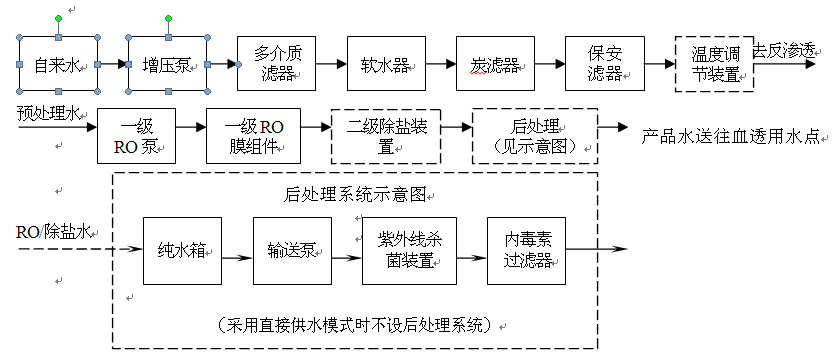 自来水
增压泵
多介质
滤器
软水器
炭滤器
保安
滤器
温度调
节装置
去反渗透
预处理水
一级
RO 泵
一级 RO
膜组件
二级除盐装
置
后处理
(见示意图)
产品水送往血透用水点
后处理系统示意图
RO/除盐水
纯水箱
输送泵
紫外线杀
菌装置
内毒素
过滤器
(采用直接供水模式时不设后处理系统)